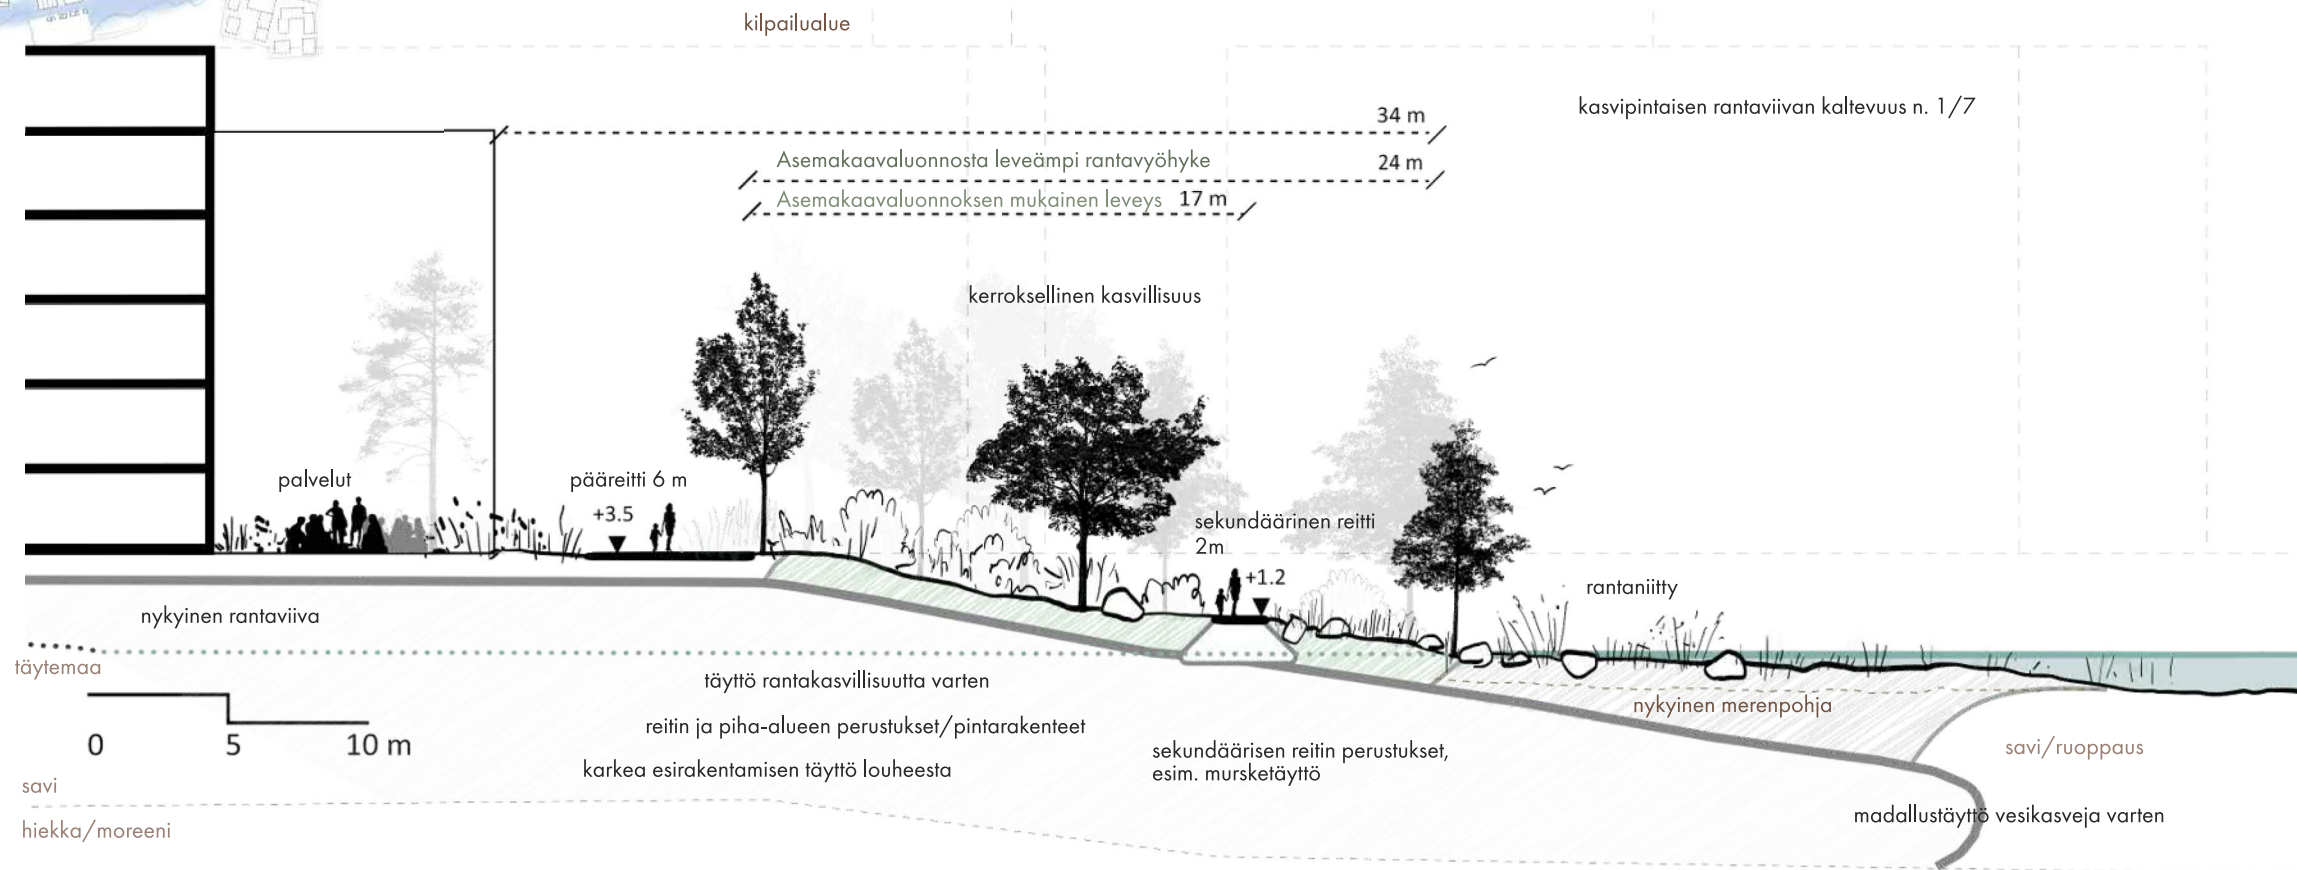 kilpailualue
34 m
kasvipintaisen rantaviivan kaltevuus n. 1/7
Asemakaavaluonnosta leveämpi rantavyöhyke
24 m
Asemakaavaluonnoksen mukainen leveys
17 m
kerroksellinen kasvillisuus
palvelut
pääreitti 6 m
+3.5
sekundäärinen reitti
2m
+1.2
rantaniitty
nykyinen rantaviiva
täytemaa
täyttö rantakasvillisuutta varten
nykyinen merenpohja
reitin ja piha-alueen perustukset/pintarakenteet
0 5 10 m
sekundäärisen reitin perustukset,
esim. mursketäyttö
savi/ruoppaus
karkea esirakentamisen täyttö louheesta
savi
hiekka/moreeni
madallustäyttö vesikasveja varten